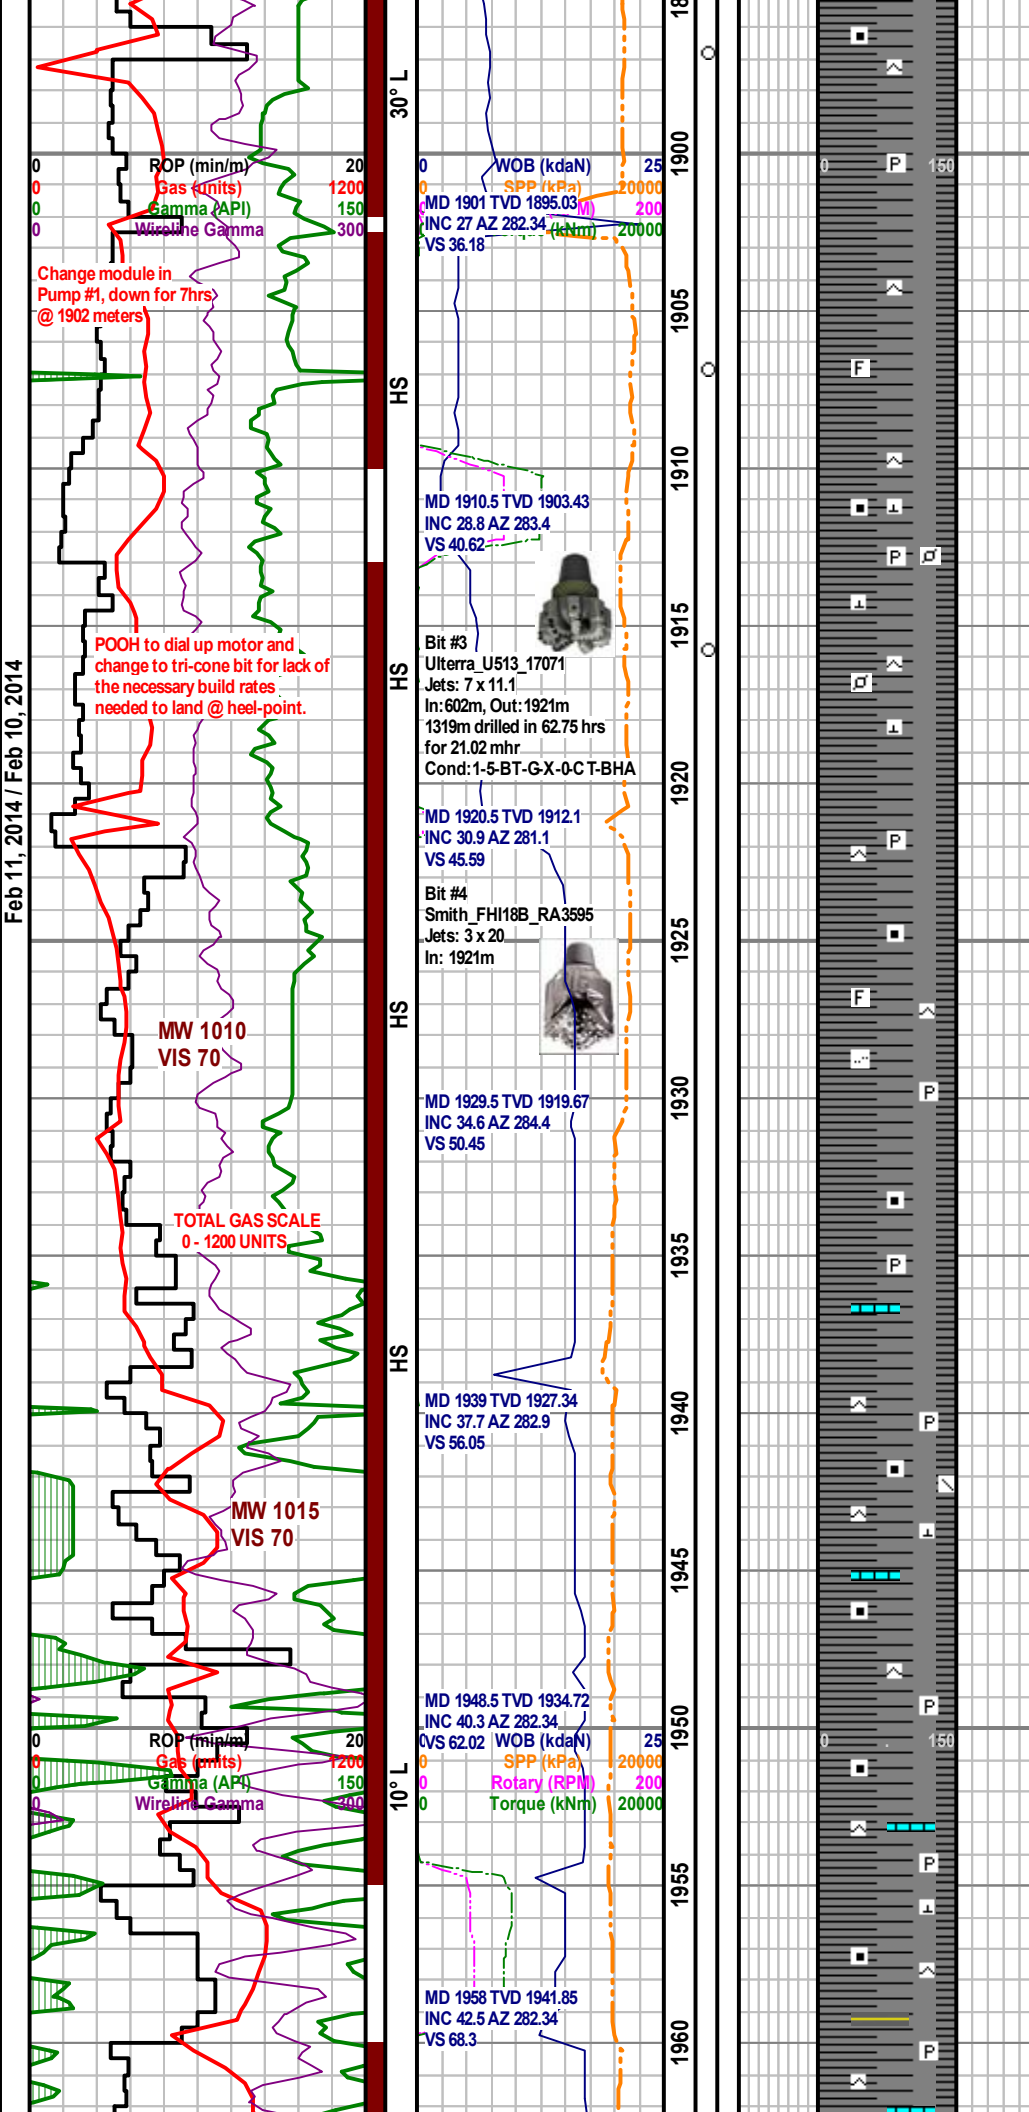 Feb 11, 2014 / Feb 10, 2014
ROP (min/m)
0 20
Gas (units)
0 1200
Gamma (API)
0 150
Wireline Gamma
0 300
Change module in
Pump #1, down for 7hrs
@ 1902 meters
POOH to dial up motor and
change to tri-cone bit for lack of
the necessary build rates
needed to land @ heel-point.
MW 1010
VIS 70
TOTAL GAS SCALE
0 - 1200 UNITS
MW 1015
VIS 70
0 ROP (min/m) 20
0 Gas (units) 1200
0 Gamma (API) 150
0 Wireline Gamma 300
30° L
HS
HS
HS
HS
10° L
0 WOB (kdaN) 25
SPP (kPa) 20000
M) 200
(kNm) 20000
MD 1901 TVD 1895.03
INC 27 AZ 282.34
VS 36.18
MD 1910.5 TVD 1903.43
INC 28.8 AZ 283.4
VS 40.62
Bit #3
Ulterra_U513_17071
Jets: 7 x 11.1
In:602m, Out:1921m
1319m drilled in 62.75 hrs
for 21.02 mhr
Cond:1-5-BT-G-X-0-CT-BHA
MD 1920.5 TVD 1912.1
INC 30.9 AZ 281.1
VS 45.59
Bit #4
Smith_FHI18B_RA3595
Jets: 3 x 20
In: 1921m
MD 1929.5 TVD 1919.67
INC 34.6 AZ 284.4
VS 50.45
MD 1939 TVD 1927.34
INC 37.7 AZ 282.9
VS 56.05
MD 1948.5 TVD 1934.72
INC 40.3 AZ 282.34
VS 62.02
0 WOB (kdaN) 25
0 SPP (kPa) 20000
0 Rotary (RPM) 200
0 Torque (kNm) 20000
MD 1958 TVD 1941.85
INC 42.5 AZ 282.34
VS 68.3
1900
1905
1910
1915
1920
1925
1930
1935
1940
1945
1950
1955
1960
0 150
P
F
P
P
F
P
P
P
P
0 150
P
P